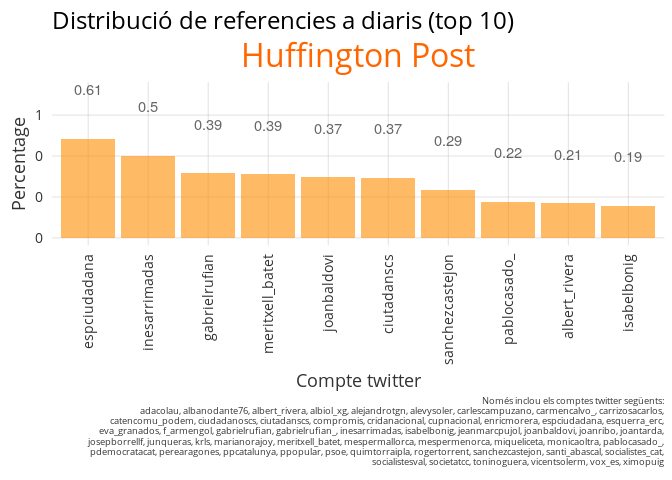 Distribució de referencies a diaris (top 10)
Huffington Post
Percentage
1
0
0
0
0.61
0.5
0.39
0.39
0.37
0.37
0.29
0.22
0.21
0.19
espciudadana
inesarrimadas
gabrielrufian
meritxell_batet
joanbaldovi
ciutadanscs
sanchezcastejon
pablocasado_
albert_rivera
isabelbonig
Compte twitter
Només inclou els comptes twitter següents:
adacolau, albanodante76, albert_rivera, albiol_xg, alejandrotgn, alevysoler, carlescampuzano, carmencalvo_, carrizosacarlos,
catencomu_podem, ciudadanoscs, ciutadanscs, compromis, cridanacional, cupnacional, enricmorera, espciudadana, esquerra_erc,
eva_granados, f_armengol, gabrielrufian, gabrielrufian_, inesarrimadas, isabelbonig, jeanmarcpujol, joanbaldovi, joanribo, joantarda,
josepborrellf, junqueras, krls, marianorajoy, meritxell_batet, mespermallorca, mespermenorca, miqueliceta, monicaoltra, pablocasado_,
pdemocratacat, perearagones, ppcatalunya, ppopular, psoe, quimtorraipla, rogertorrent, sanchezcastejon, santi_abascal, socialistes_cat,
socialistesval, societatcc, toninoguera, vicentsolerm, vox_es, ximopuig